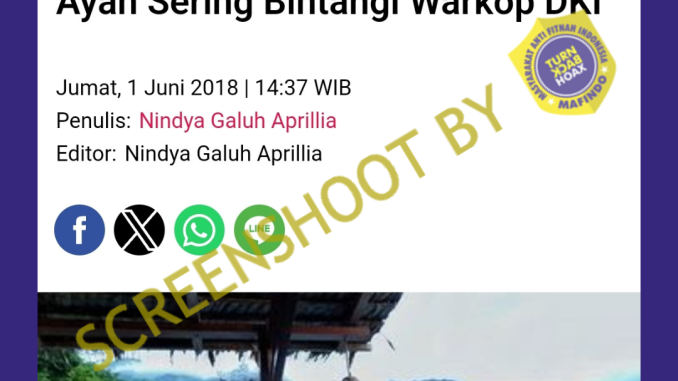 Ayah Sering Bintangi Warkop DKI
Jumat, 1 Juni 2018 | 14:37 WIB
Penulis: Nindya Galuh Aprillia
Editor: Nindya Galuh Aprillia
LINE
SCREENSHOOT BY
MASYARAKAT ANTI FITNAH INDONESIA
TURN
BACK
HOAX
MAFINDO